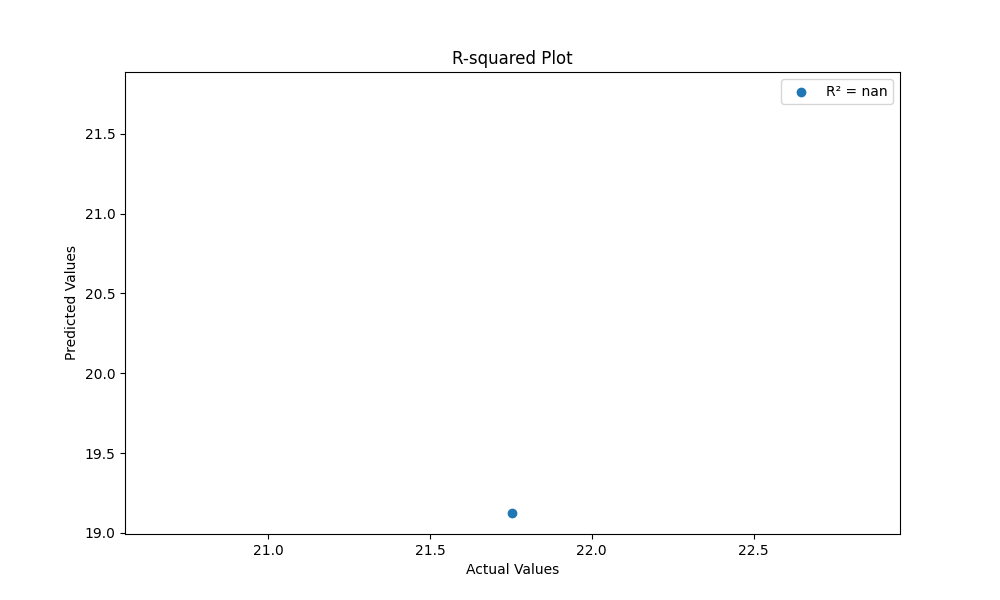 R-squared Plot
R² = nan
21.5
21.0
20.5
20.0
19.5
19.0
Predicted Values
21.0
21.5
22.0
22.5
Actual Values